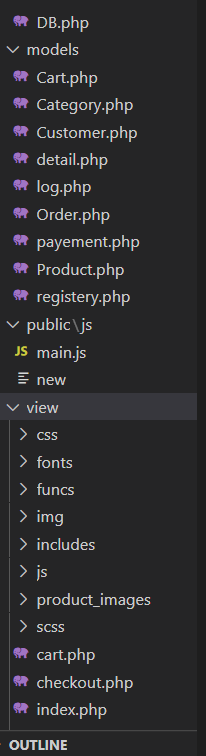 DB.php
models
Cart.php
Category.php
Customer.php
detail.php
log.php
Order.php
payement.php
Product.php
registery.php
public\js
JS main.js
new
view
css
fonts
funcs
img
includes
js
product_images
scss
cart.php
checkout.php
index.php
OUTLINE